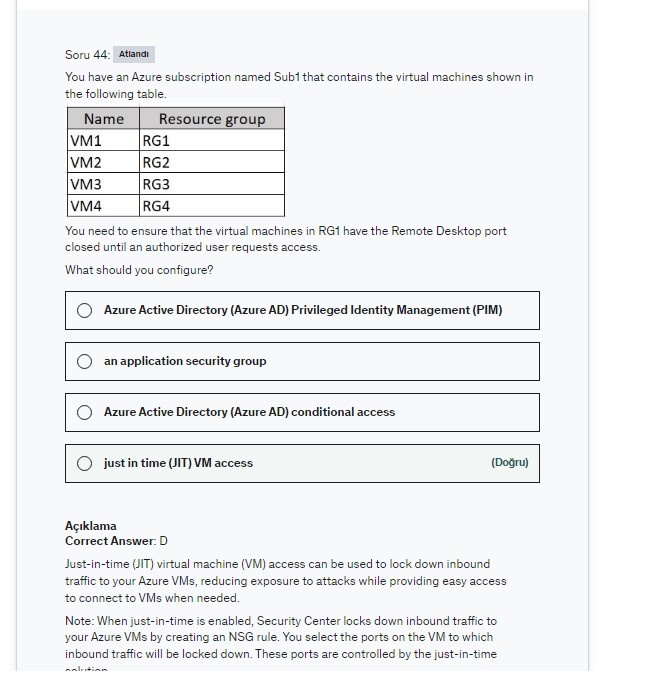 Soru 44: Atlandı
You have an Azure subscription named Sub1 that contains the virtual machines shown in
the following table.
Name Resource group
VM1 RG1
VM2 RG2
VM3 RG3
VM4 RG4
You need to ensure that the virtual machines in RG1 have the Remote Desktop port
closed until an authorized user requests access.
What should you configure?
Azure Active Directory (Azure AD) Privileged Identity Management (PIM)
an application security group
Azure Active Directory (Azure AD) conditional access
just in time (JIT) VM access (Doğru)
Açıklama
Correct Answer: D
Just-in-time (JIT) virtual machine (VM) access can be used to lock down inbound
traffic to your Azure VMs, reducing exposure to attacks while providing easy access
to connect to VMs when needed.
Note: When just-in-time is enabled, Security Center locks down inbound traffic to
your Azure VMs by creating an NSG rule. You select the ports on the VM to which
inbound traffic will be locked down. These ports are controlled by the just-in-time
solution.